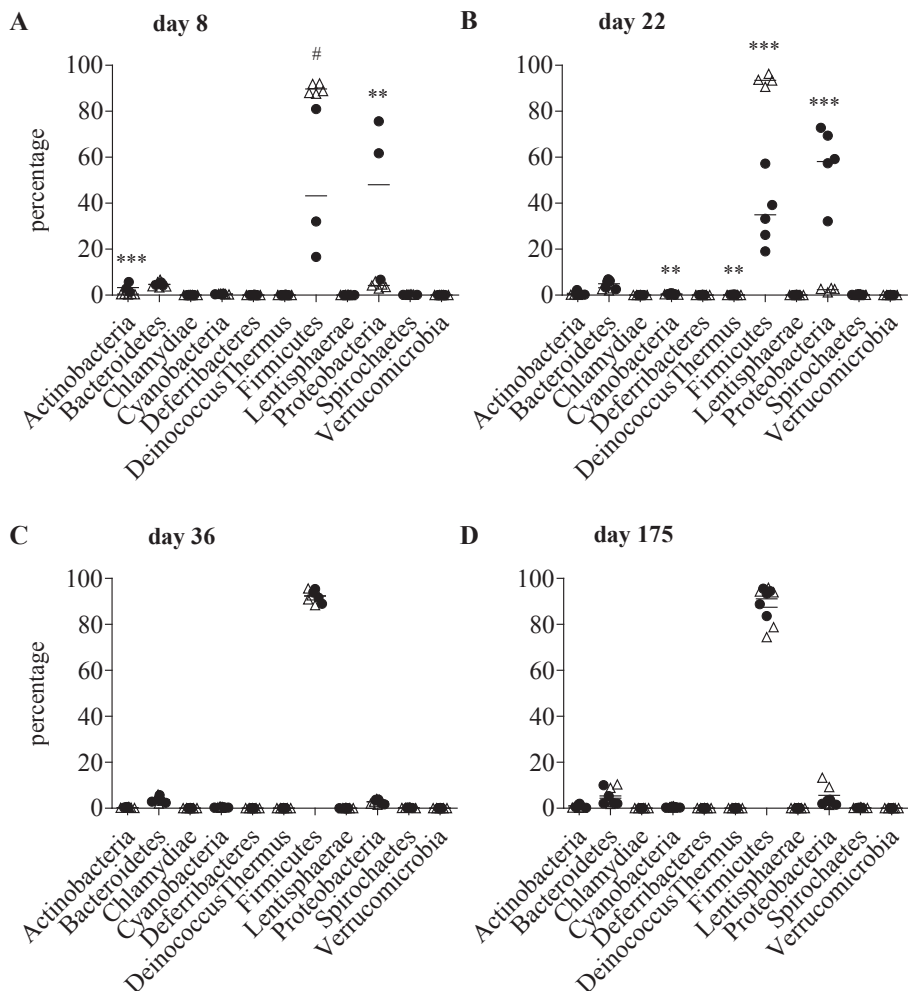 A day 8
#
**
***
percentage
100
80
60
40
20
0
Actinobacteria
Bacteroidetes
Chlamydiae
Cyanobacteria
Deferribacteres
DeinococcusThermus
Firmicutes
Lentisphaerae
Proteobacteria
Spirochaetes
Verrucomicrobia
B day 22
***
***
**
**
100
80
60
40
20
0
Actinobacteria
Bacteroidetes
Chlamydiae
Cyanobacteria
Deferribacteres
DeinococcusThermus
Firmicutes
Lentisphaerae
Proteobacteria
Spirochaetes
Verrucomicrobia
C day 36
percentage
100
80
60
40
20
0
Actinobacteria
Bacteroidetes
Chlamydiae
Cyanobacteria
Deferribacteres
DeinococcusThermus
Firmicutes
Lentisphaerae
Proteobacteria
Spirochaetes
Verrucomicrobia
D day 175
100
80
60
40
20
0
Actinobacteria
Bacteroidetes
Chlamydiae
Cyanobacteria
Deferribacteres
DeinococcusThermus
Firmicutes
Lentisphaerae
Proteobacteria
Spirochaetes
Verrucomicrobia